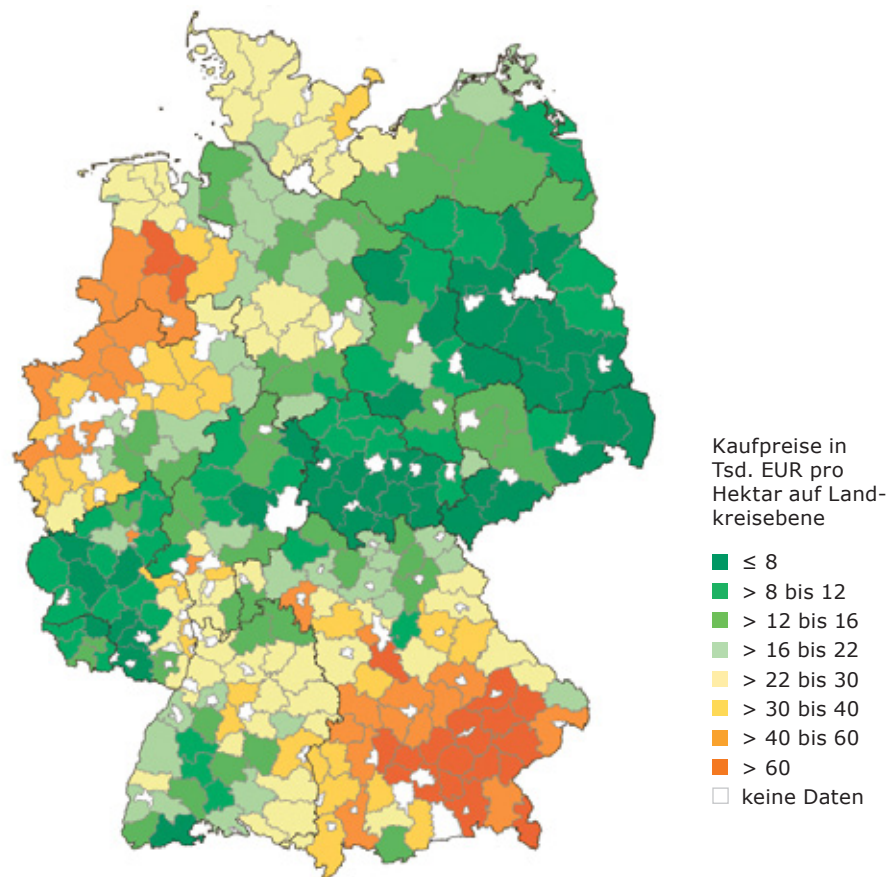 Kaufpreise in
Tsd. EUR pro
Hektar auf Land-
kreisebene
≤ 8
> 8 bis 12
> 12 bis 16
> 16 bis 22
> 22 bis 30
> 30 bis 40
> 40 bis 60
> 60
keine Daten